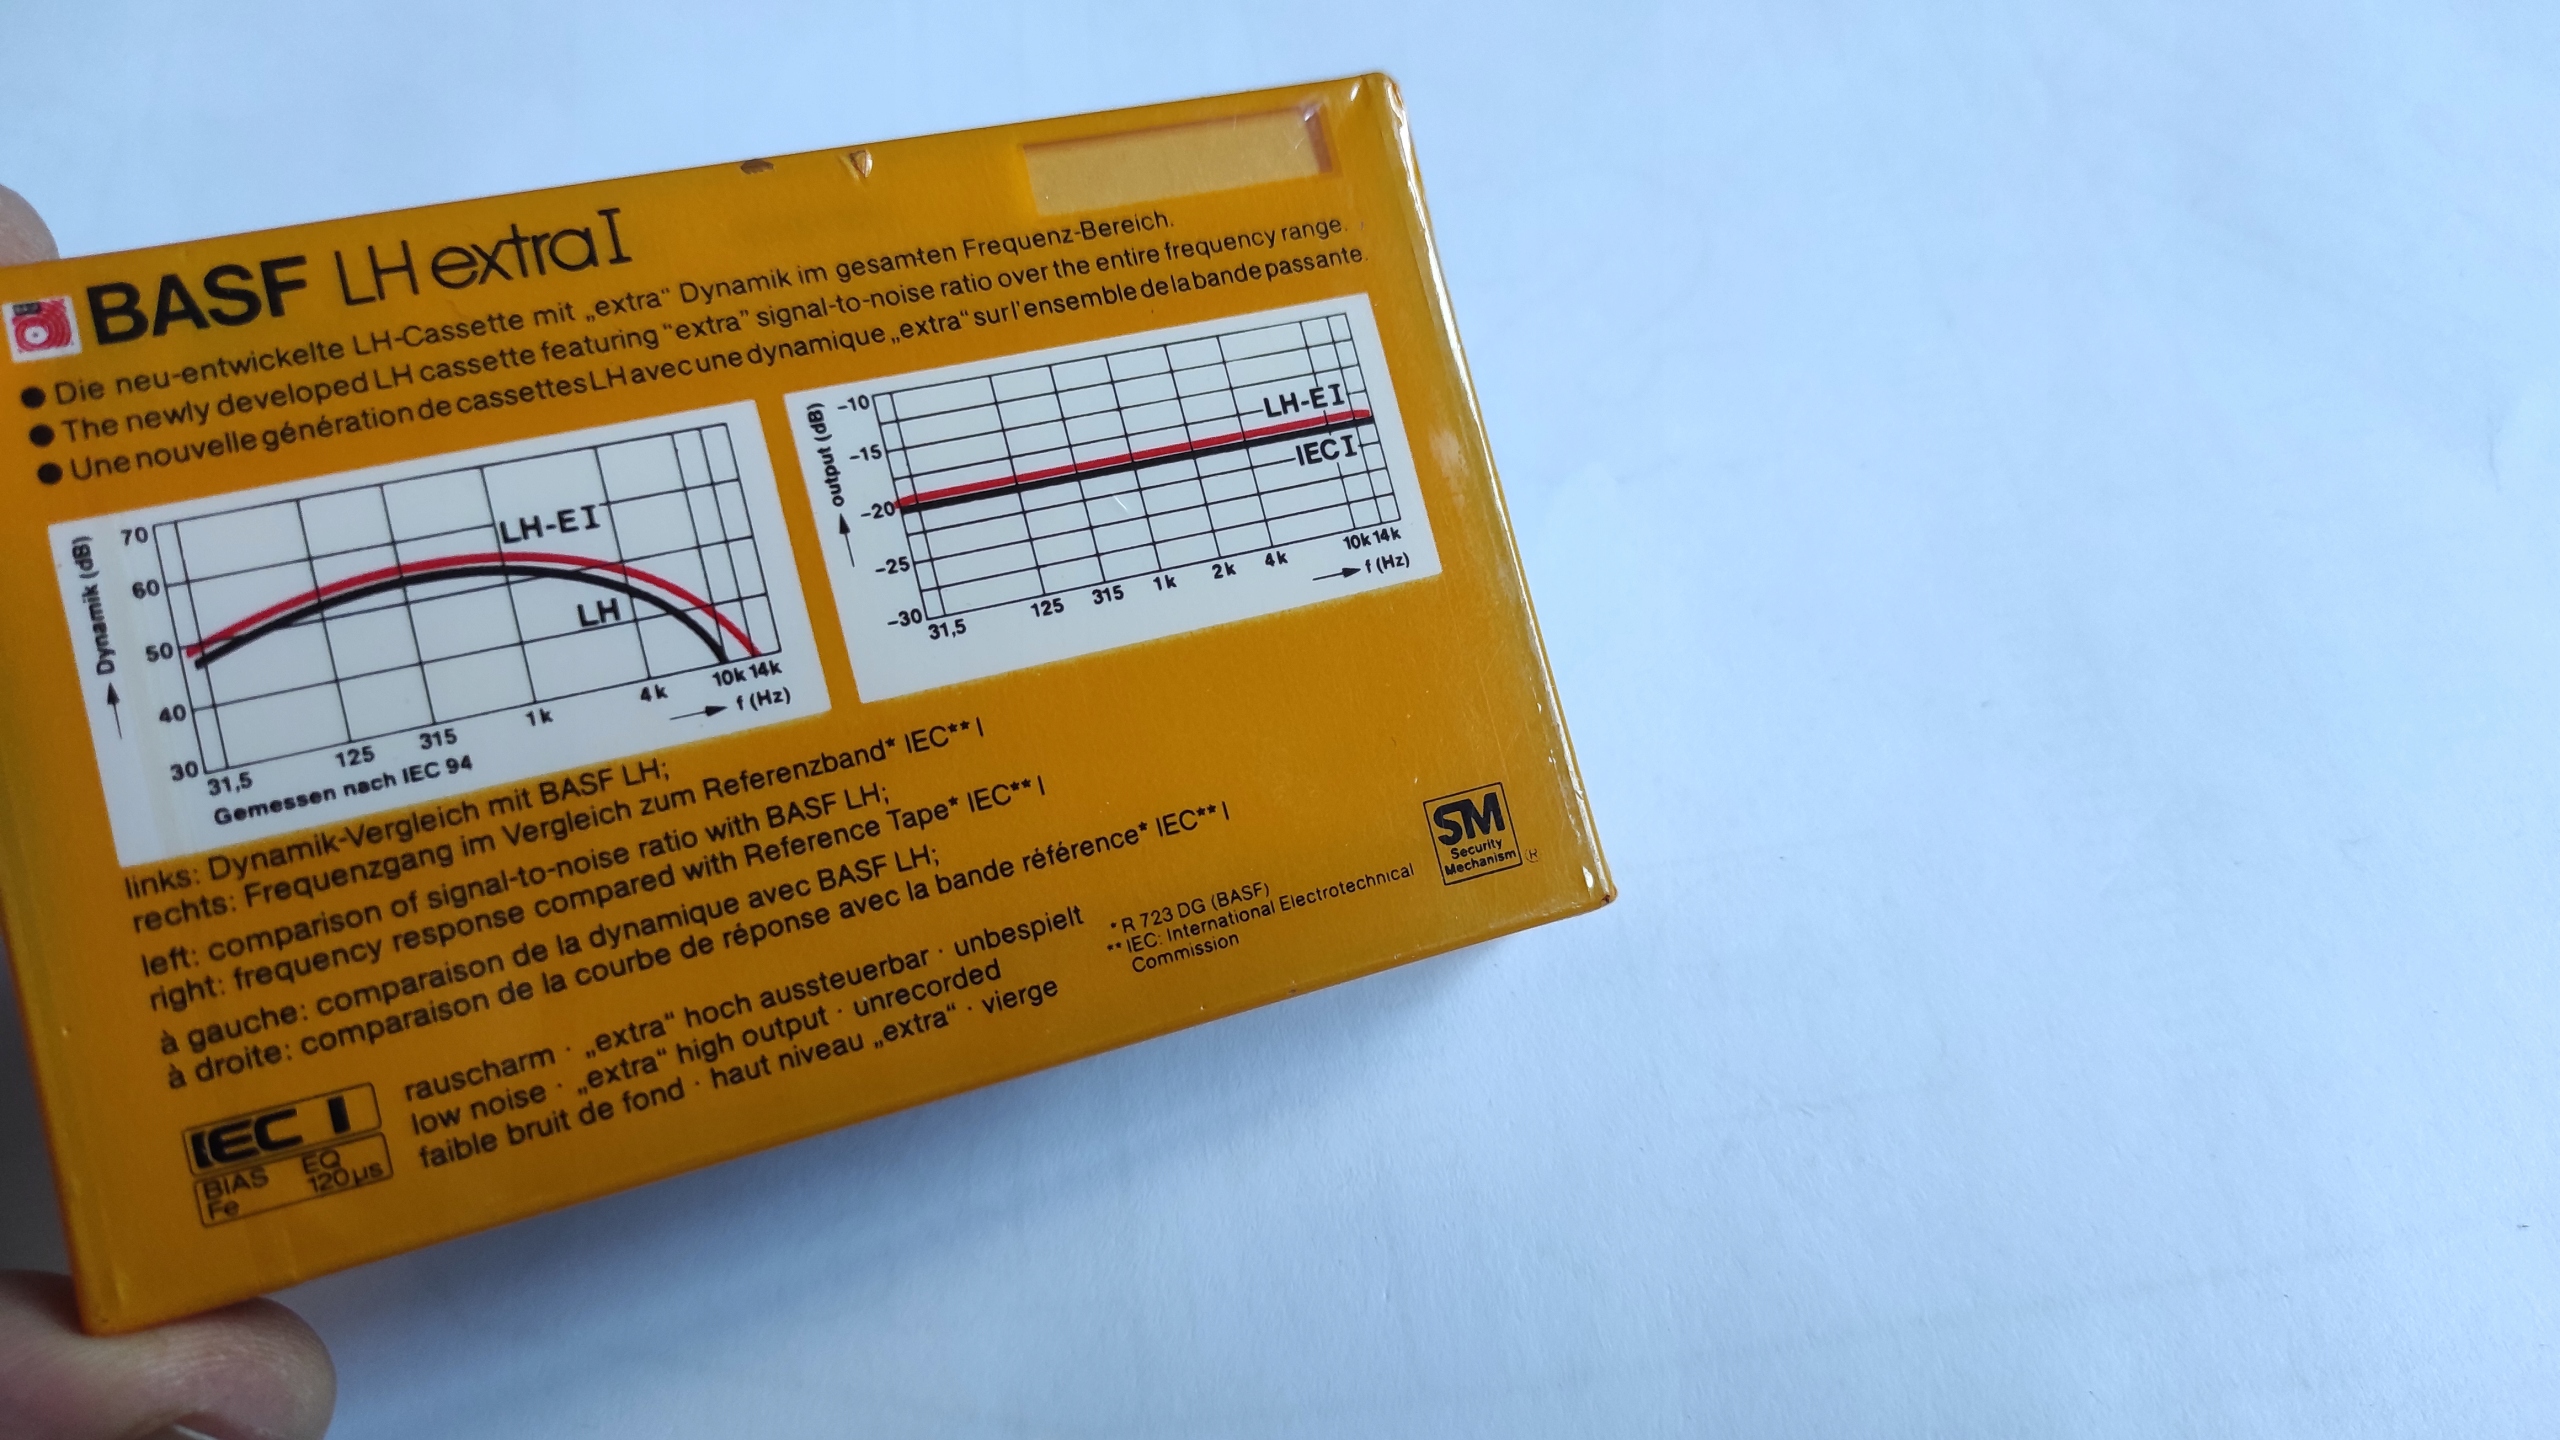 BASF LH extra I
● Die neu-entwickelte LH-Cassette mit „extra“ Dynamik im gesamten Frequenz-Bereich.
● The newly developed LH cassette featuring “extra” signal-to-noise ratio over the entire frequency range.
● Une nouvelle génération de cassettes LH avec une dynamique „extra“ sur l'ensemble de la bande passante.
Dynamik (dB)
70
60
50
40
30
LH-E I
LH
31,5
125
315
1k
4k
10k 14k
f (Hz)
Gemessen nach IEC 94
output (dB)
-10
-15
-20
-25
-30
LH-E I
IEC I
31,5
125
315
1k
2k
4k
10k 14k
f (Hz)
links: Dynamik-Vergleich mit BASF LH;
rechts: Frequenzgang im Vergleich zum Referenzband* IEC** I
left: comparison of signal-to-noise ratio with BASF LH;
right: frequency response compared with Reference Tape* IEC** I
à gauche: comparaison de la dynamique avec BASF LH;
à droite: comparaison de la courbe de réponse avec la bande référence* IEC** I
IEC I
BIAS EQ
Fe 120 µs
rauscharm · „extra“ hoch aussteuerbar · unbespielt
low noise · „extra“ high output · unrecorded
faible bruit de fond · haut niveau „extra“ · vierge
* R 723 DG (BASF)
** IEC: International Electrotechnical
Commission
SM
Security
Mechanism ®